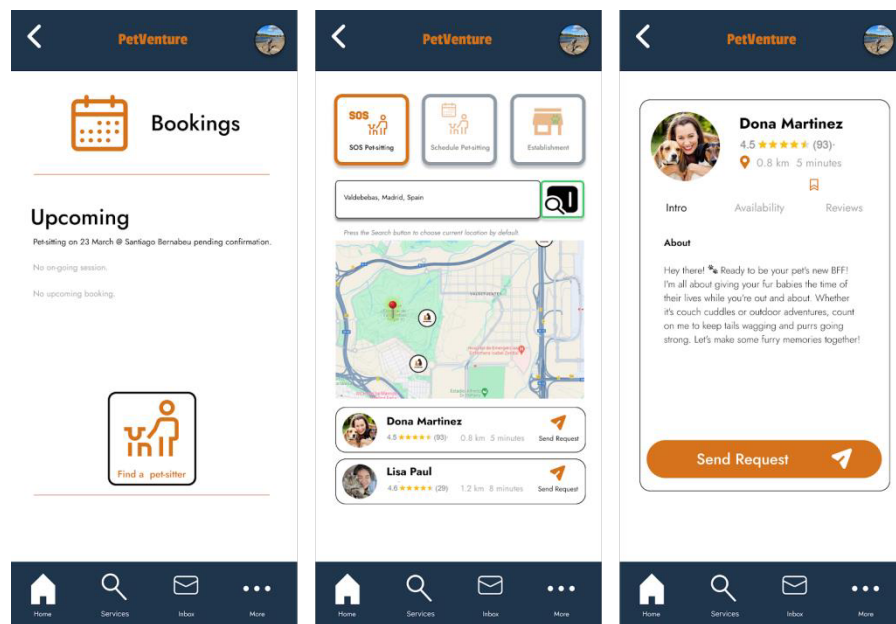 PetVenture
Bookings
Upcoming
Pet-sitting on 23 March @ Santiago Bernabeu pending confirmation.
No on-going session.
No upcoming booking.
Find a pet-sitter
Home Services Inbox More
PetVenture
SOS
SOS Pet-sitting Schedule Pet-sitting Establishment
Valdebebas, Madrid, Spain
Press the Search button to choose current location by default.
Dona Martinez
4.5 ★★★★★ (93)· 0.8 km 5 minutes Send Request
Lisa Paul
4.8 ★★★★★ (29) 1.2 km 8 minutes Send Request
Home Services Inbox More
PetVenture
Dona Martinez
4.5 ★★★★★ (93)·
0.8 km 5 minutes
Intro Availability Reviews
About
Hey there! 🐾 Ready to be your pet's new BFF!
I'm all about giving your fur babies the time of
their lives while you're out and about. Whether
it's couch cuddles or outdoor adventures, count
on me to keep tails wagging and purrs going
strong. Let's make some furry memories together!
Send Request
Home Services Inbox More